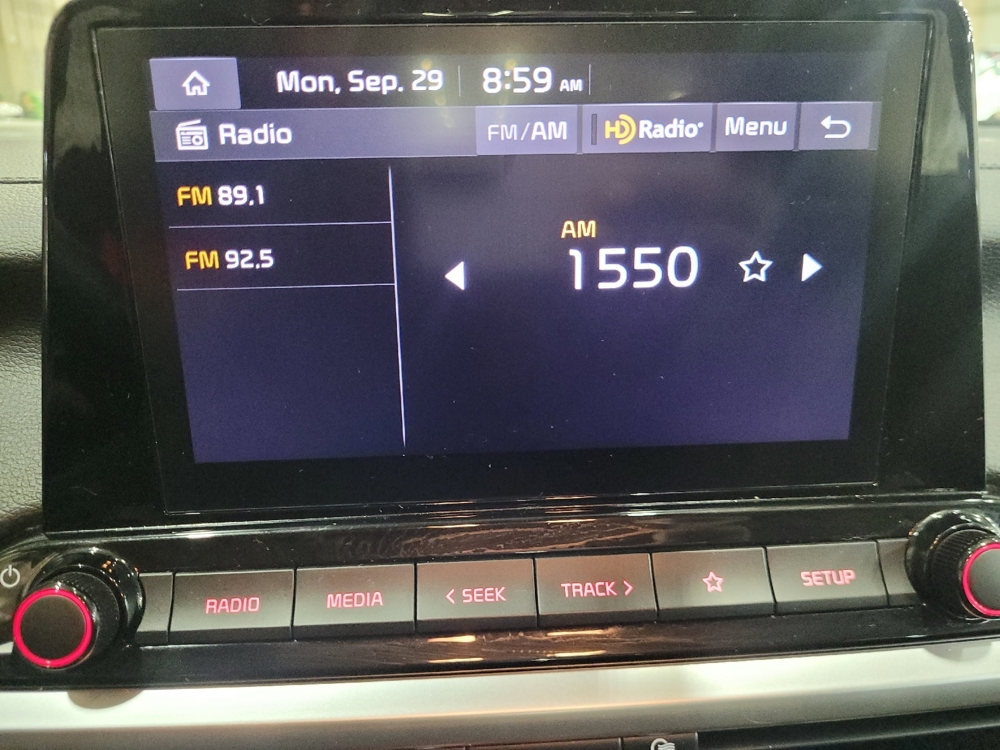 Mon, Sep. 29 8:59 AM
Radio FM/AM HD Radio Menu
FM 89.1
FM 92.5
AM
1550
RADIO MEDIA < SEEK TRACK > SETUP